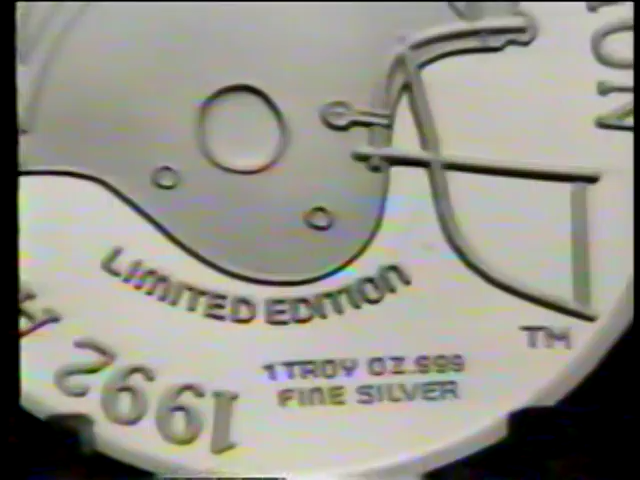 LIMITED EDITION
TM
1 TROY OZ .999
FINE SILVER
1992